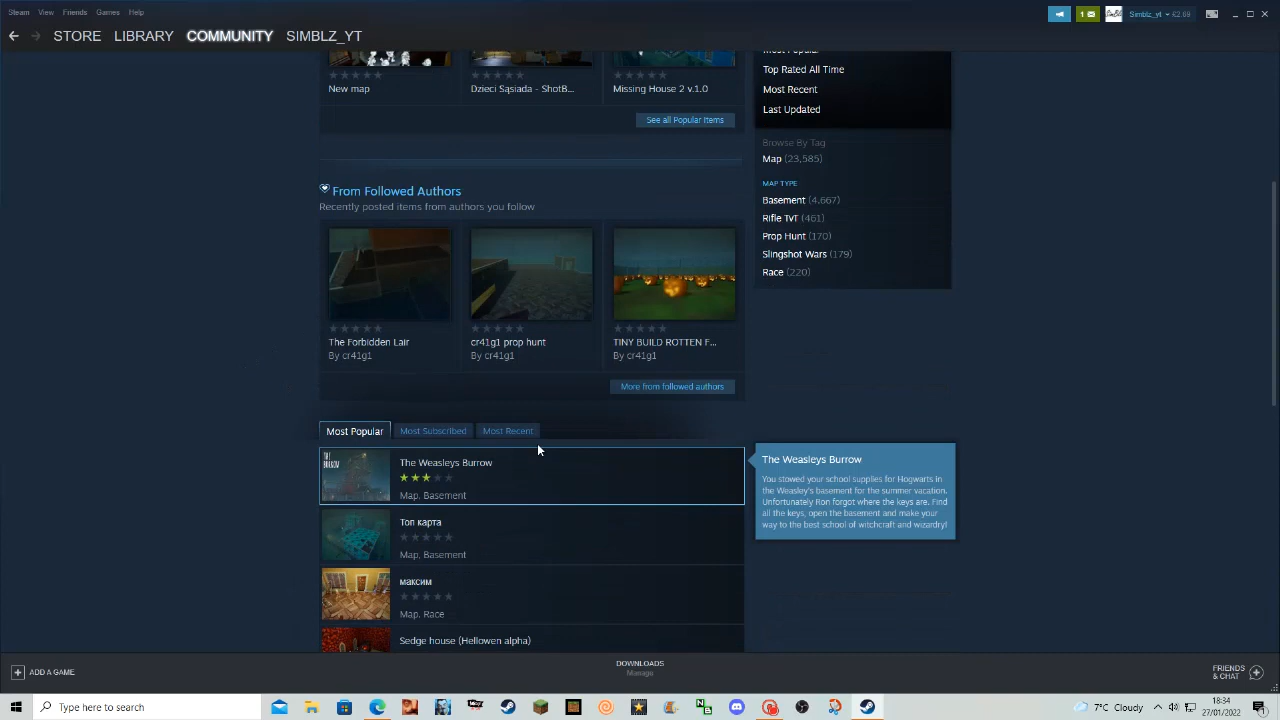 Steam View Friends Games Help
1 Simblz_yt £2.69
STORE LIBRARY COMMUNITY SIMBLZ_YT
Top Rated All Time
New map Dzieci Sąsiada - ShotB... Missing House 2 v.1.0
Most Recent
Last Updated
See all Popular Items
Browse By Tag
Map (23,585)
MAP TYPE
From Followed Authors
Recently posted items from authors you follow
Basement (4,667)
Rifle TvT (461)
Prop Hunt (170)
Slingshot Wars (179)
Race (220)
The Forbidden Lair cr41g1 prop hunt TINY BUILD ROTTEN F...
By cr41g1 By cr41g1 By cr41g1
More from followed authors
Most Popular Most Subscribed Most Recent
THE BURROW
The Weasleys Burrow
Map, Basement
The Weasleys Burrow
You stowed your school supplies for Hogwarts in
the Weasley's basement for the summer vacation.
Unfortunately Ron forgot where the keys are. Find
all the keys, open the basement and make your
way to the best school of witchcraft and wizardry!
Топ карта
Map, Basement
максим
Map, Race
Sedge house (Hellowen alpha)
ADD A GAME
DOWNLOADS
Manage
FRIENDS
& CHAT
Type here to search
7°C Cloudy
18:34
27/01/2022